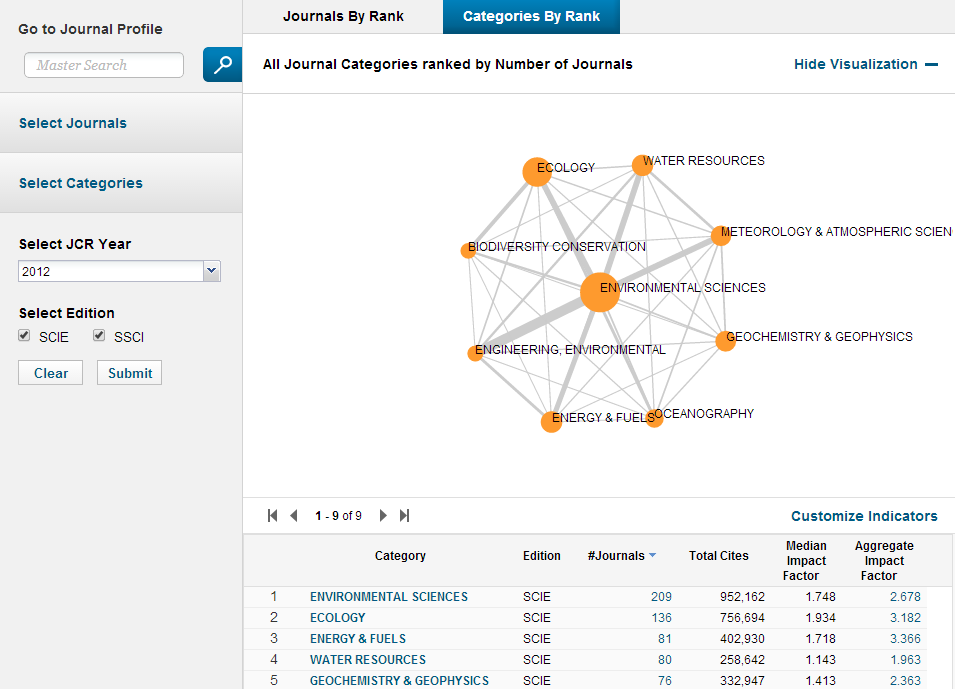 Go to Journal Profile
Master Search
Select Journals
Select Categories
Select JCR Year
2012
Select Edition
SCIE SSCI
Clear Submit
Journals By Rank Categories By Rank
All Journal Categories ranked by Number of Journals Hide Visualization
ECOLOGY
WATER RESOURCES
METEOROLOGY & ATMOSPHERIC SCIEN
BIODIVERSITY CONSERVATION
ENVIRONMENTAL SCIENCES
GEOCHEMISTRY & GEOPHYSICS
ENGINEERING, ENVIRONMENTAL
ENERGY & FUELS
OCEANOGRAPHY
1 - 9 of 9 Customize Indicators
Category Edition #Journals Total Cites Median Impact Factor Aggregate Impact Factor
1 ENVIRONMENTAL SCIENCES SCIE 209 952,162 1.748 2.678
2 ECOLOGY SCIE 136 756,694 1.934 3.182
3 ENERGY & FUELS SCIE 81 402,930 1.718 3.366
4 WATER RESOURCES SCIE 80 258,642 1.143 1.963
5 GEOCHEMISTRY & GEOPHYSICS SCIE 76 332,947 1.413 2.363